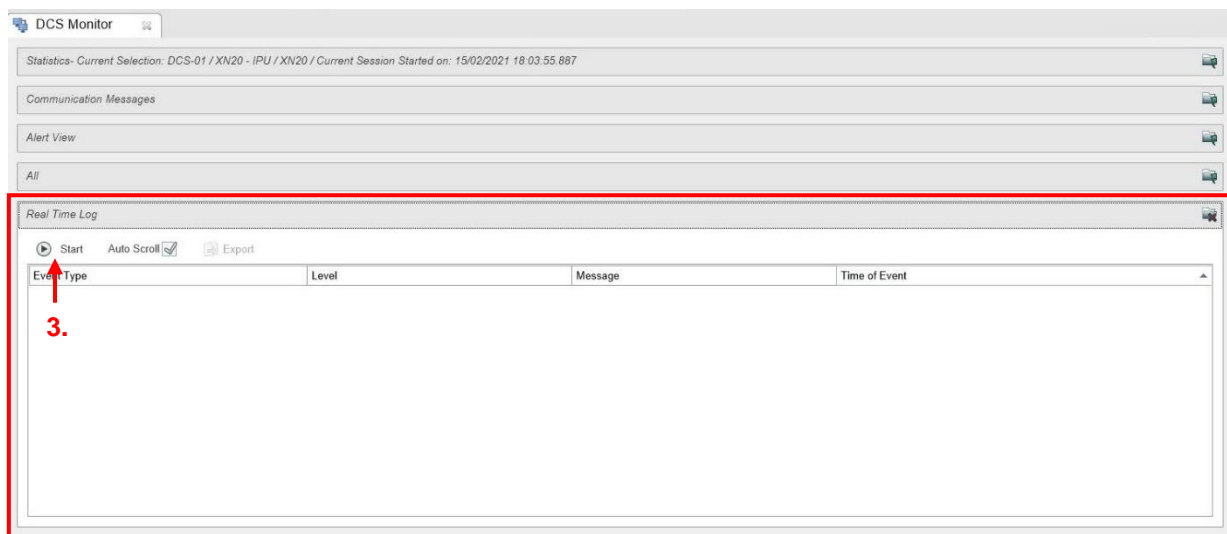 DCS Monitor
Statistics- Current Selection: DCS-01 / XN20 - IPU / XN20 / Current Session Started on: 15/02/2021 18:03:55.887
Communication Messages
Alert View
All
Real Time Log
Start Auto Scroll Export
Event Type Level Message Time of Event
3.